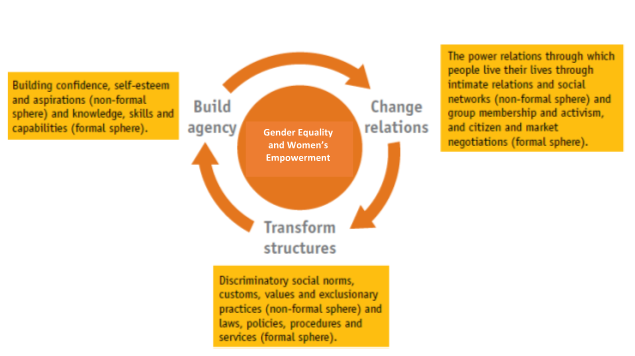 Building confidence, self-esteem
and aspirations (non-formal
sphere) and knowledge, skills and
capabilities (formal sphere).
Build
agency
Gender Equality
and Women's
Empowerment
Change
relations
The power relations through which
people live their lives through
intimate relations and social
networks (non-formal sphere) and
group membership and activism,
and citizen and market
negotiations (formal sphere).
Transform
structures
Discriminatory social norms,
customs, values and exclusionary
practices (non-formal sphere) and
laws, policies, procedures and
services (formal sphere).